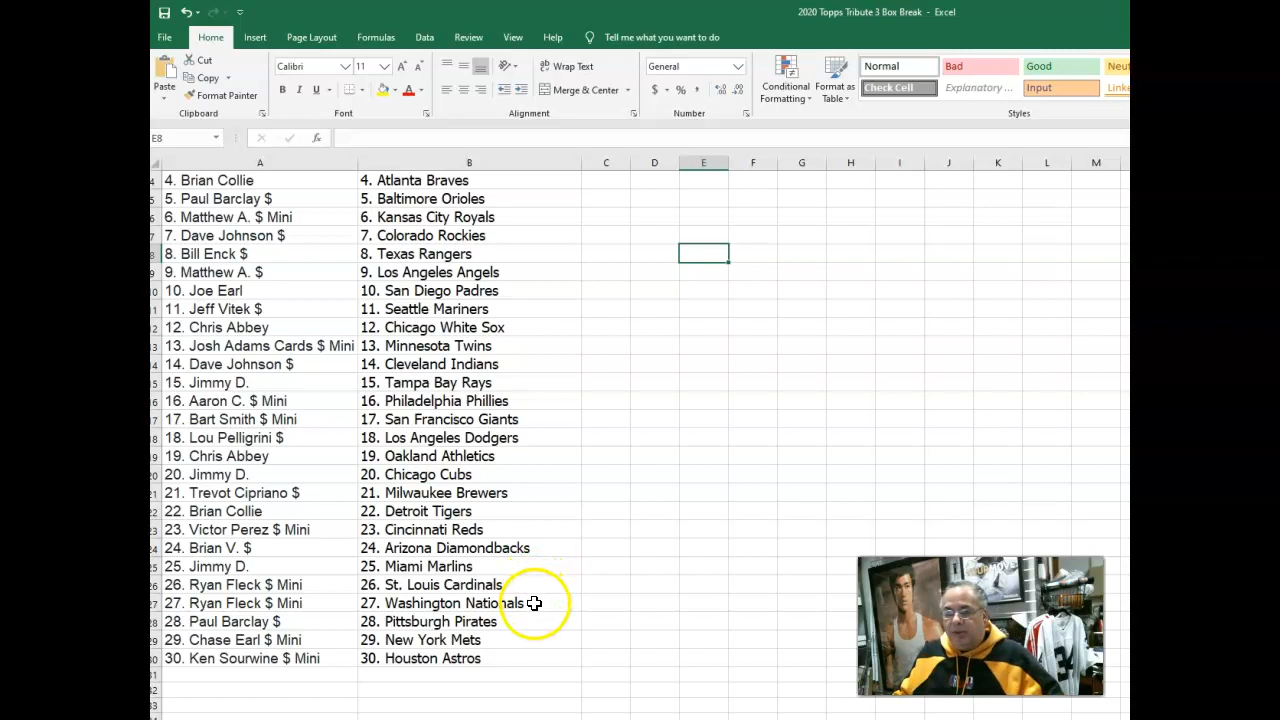 2020 Topps Tribute 3 Box Break - Excel
File Home Insert Page Layout Formulas Data Review View Help Tell me what you want to do
Paste
Cut
Copy
Format Painter
Clipboard
Calibri 11
B I U
Font
Wrap Text
Merge & Center
Alignment
General
$ % ,
Number
Conditional Formatting
Format as Table
Normal Bad Good
Check Cell Explanatory ... Input
Styles
E8 fx
A B C D E F G H I J K L M
4. Brian Collie 4. Atlanta Braves
5. Paul Barclay $ 5. Baltimore Orioles
6. Matthew A. $ Mini 6. Kansas City Royals
7. Dave Johnson $ 7. Colorado Rockies
8. Bill Enck $ 8. Texas Rangers
9. Matthew A. $ 9. Los Angeles Angels
10. Joe Earl 10. San Diego Padres
11. Jeff Vitek $ 11. Seattle Mariners
12. Chris Abbey 12. Chicago White Sox
13. Josh Adams Cards $ Mini 13. Minnesota Twins
14. Dave Johnson $ 14. Cleveland Indians
15. Jimmy D. 15. Tampa Bay Rays
16. Aaron C. $ Mini 16. Philadelphia Phillies
17. Bart Smith $ Mini 17. San Francisco Giants
18. Lou Pelligrini $ 18. Los Angeles Dodgers
19. Chris Abbey 19. Oakland Athletics
20. Jimmy D. 20. Chicago Cubs
21. Trevot Cipriano $ 21. Milwaukee Brewers
22. Brian Collie 22. Detroit Tigers
23. Victor Perez $ Mini 23. Cincinnati Reds
24. Brian V. $ 24. Arizona Diamondbacks
25. Jimmy D. 25. Miami Marlins
26. Ryan Fleck $ Mini 26. St. Louis Cardinals
27. Ryan Fleck $ Mini 27. Washington Nationals
28. Paul Barclay $ 28. Pittsburgh Pirates
29. Chase Earl $ Mini 29. New York Mets
30. Ken Sourwine $ Mini 30. Houston Astros